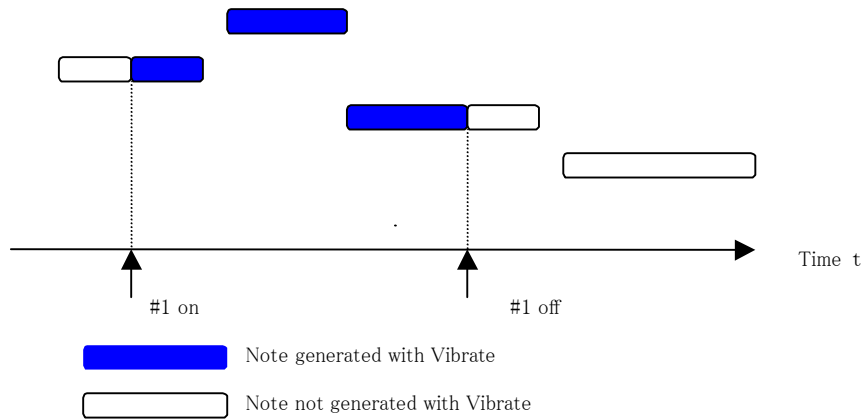 Time t
#1 on
#1 off
Note generated with Vibrate
Note not generated with Vibrate